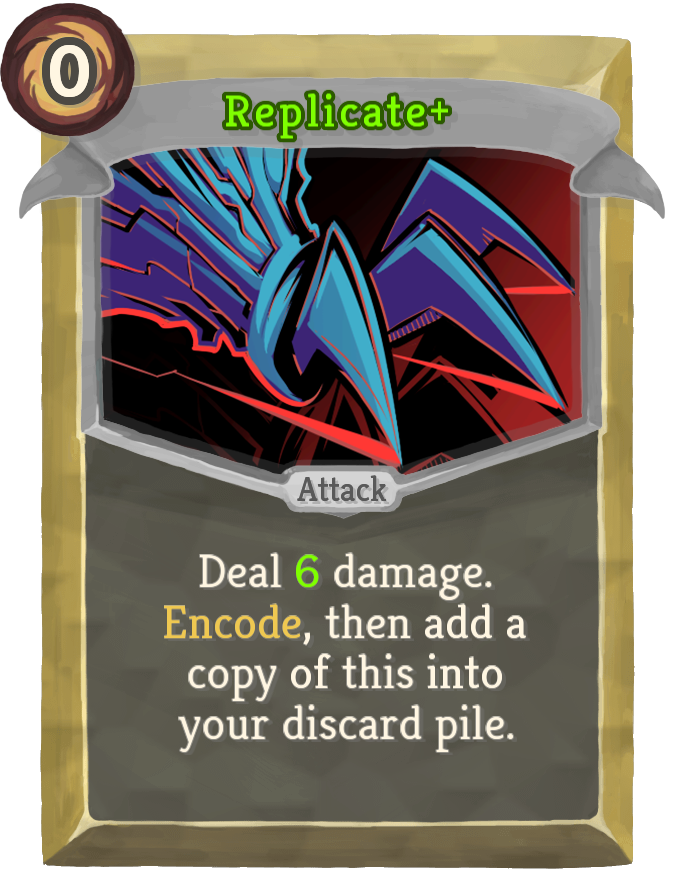 0
Replicate+
Attack
Deal 6 damage.
Encode, then add a
copy of this into
your discard pile.